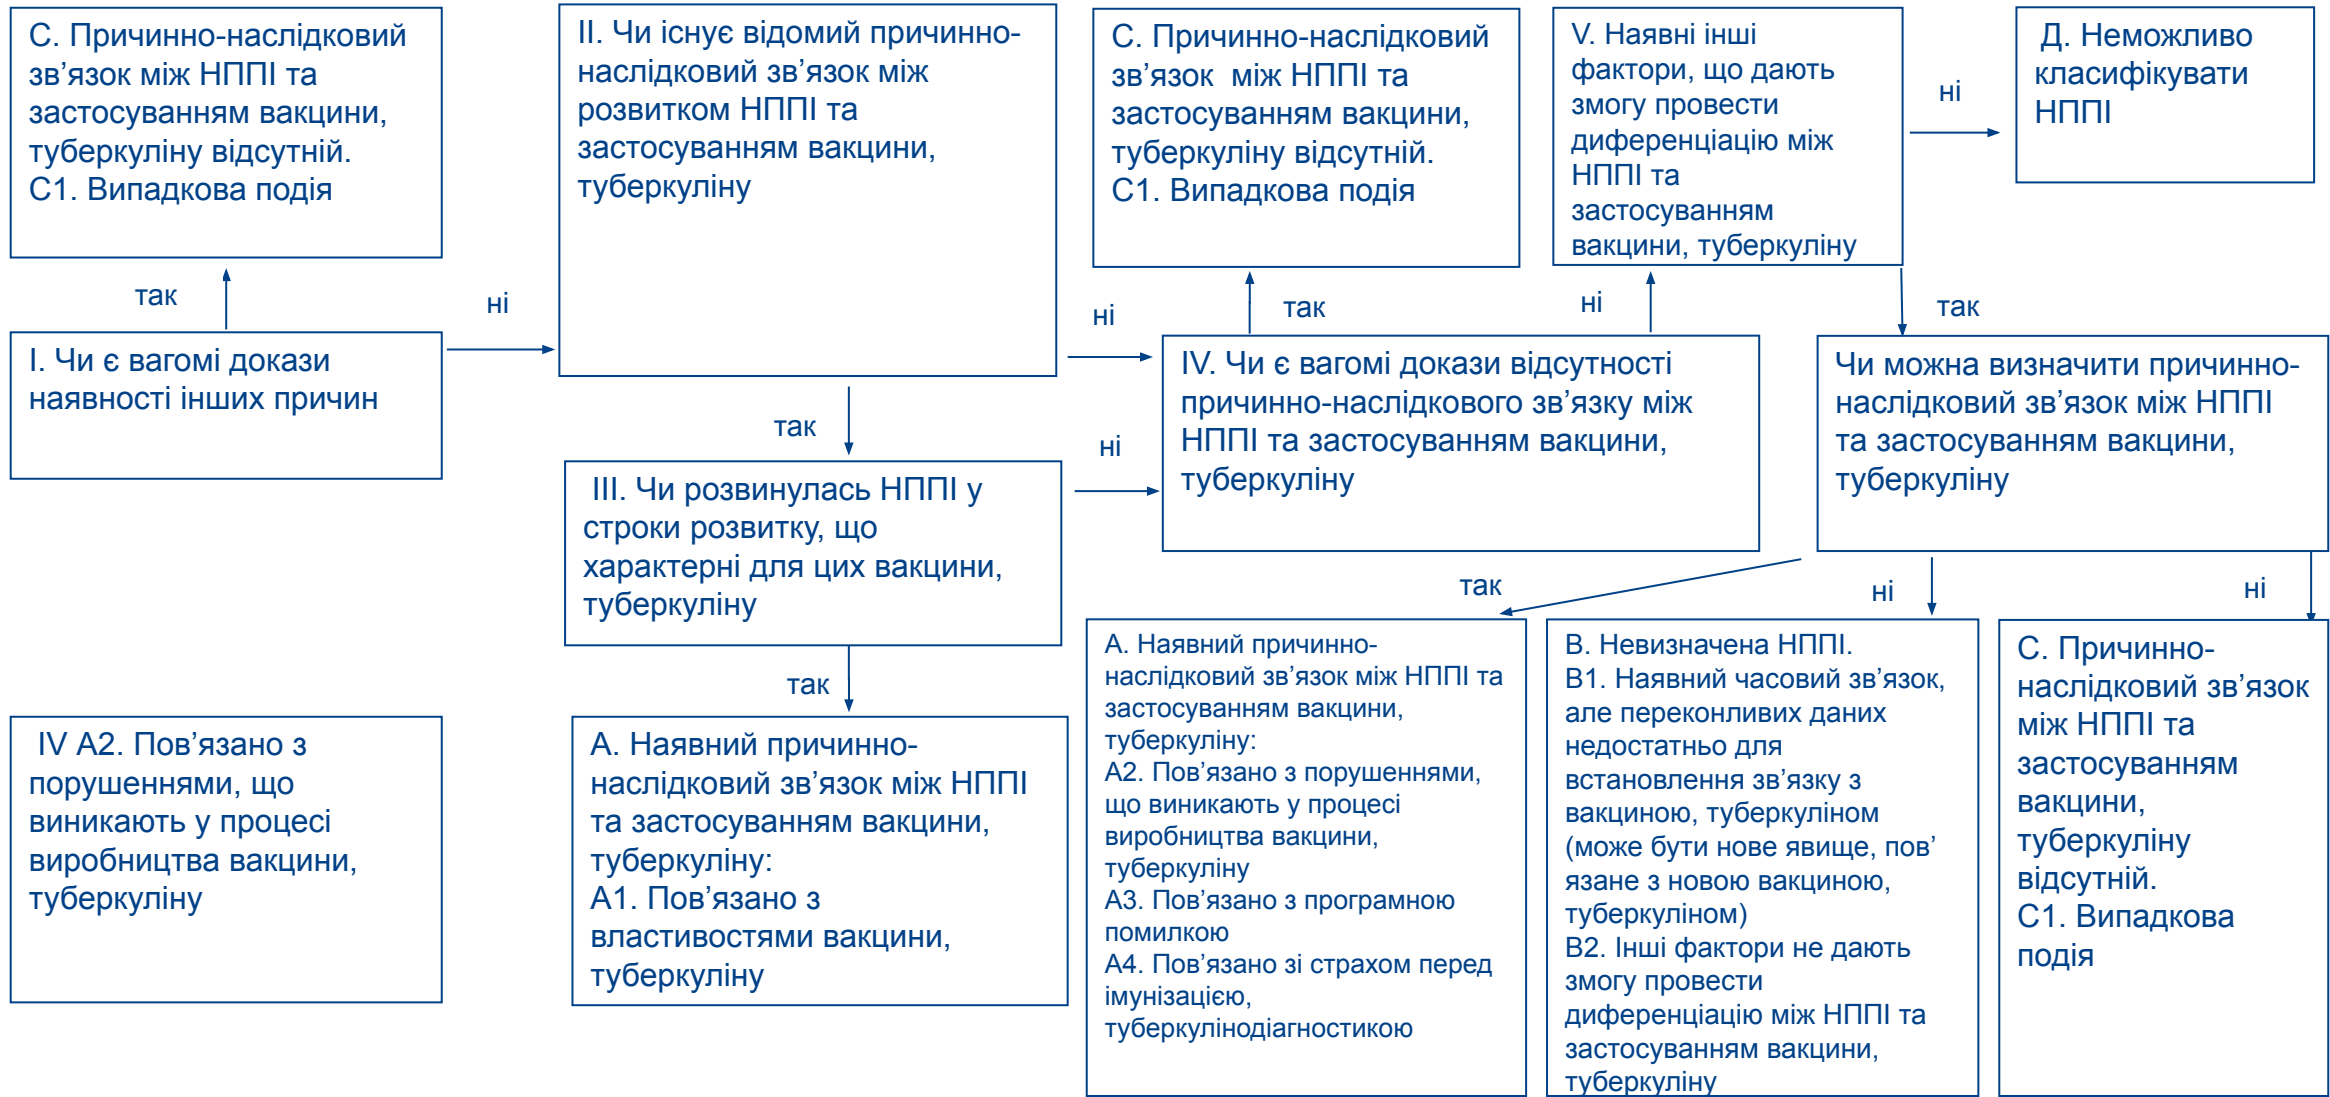 С. Причинно-наслідковий
зв’язок між НППІ та
застосуванням вакцини,
туберкуліну відсутній.
С1. Випадкова подія
так
І. Чи є вагомі докази
наявності інших причин
ні
ІІ. Чи існує відомий причинно-
наслідковий зв’язок між
розвитком НППІ та
застосуванням вакцини,
туберкуліну
так
ні
ІІІ. Чи розвинулась НППІ у
строки розвитку, що
характерні для цих вакцини,
туберкуліну
ні
так
С. Причинно-наслідковий
зв’язок між НППІ та
застосуванням вакцини,
туберкуліну відсутній.
С1. Випадкова подія
так
ІV. Чи є вагомі докази відсутності
причинно-наслідкового зв’язку між
НППІ та застосуванням вакцини,
туберкуліну
ні
V. Наявні інші
фактори, що дають
змогу провести
диференціацію між
НППІ та
застосуванням
вакцини, туберкуліну
ні
Д. Неможливо
класифікувати
НППІ
так
Чи можна визначити причинно-
наслідковий зв’язок між НППІ
та застосуванням вакцини,
туберкуліну
так
ні
ні
ІV А2. Пов’язано з
порушеннями, що
виникають у процесі
виробництва вакцини,
туберкуліну
А. Наявний причинно-
наслідковий зв’язок між НППІ
та застосуванням вакцини,
туберкуліну:
А1. Пов’язано з
властивостями вакцини,
туберкуліну
А. Наявний причинно-
наслідковий зв’язок між НППІ та
застосуванням вакцини,
туберкуліну:
А2. Пов’язано з порушеннями,
що виникають у процесі
виробництва вакцини,
туберкуліну
А3. Пов’язано з програмною
помилкою
А4. Пов’язано зі страхом перед
імунізацією,
туберкулінодіагностикою
В. Невизначена НППІ.
В1. Наявний часовий зв’язок,
але переконливих даних
недостатньо для
встановлення зв’язку з
вакциною, туберкуліном
(може бути нове явище, пов’
язане з новою вакциною,
туберкуліном)
В2. Інші фактори не дають
змогу провести
диференціацію між НППІ та
застосуванням вакцини,
туберкуліну
С. Причинно-
наслідковий зв’язок
між НППІ та
застосуванням
вакцини,
туберкуліну
відсутній.
С1. Випадкова
подія